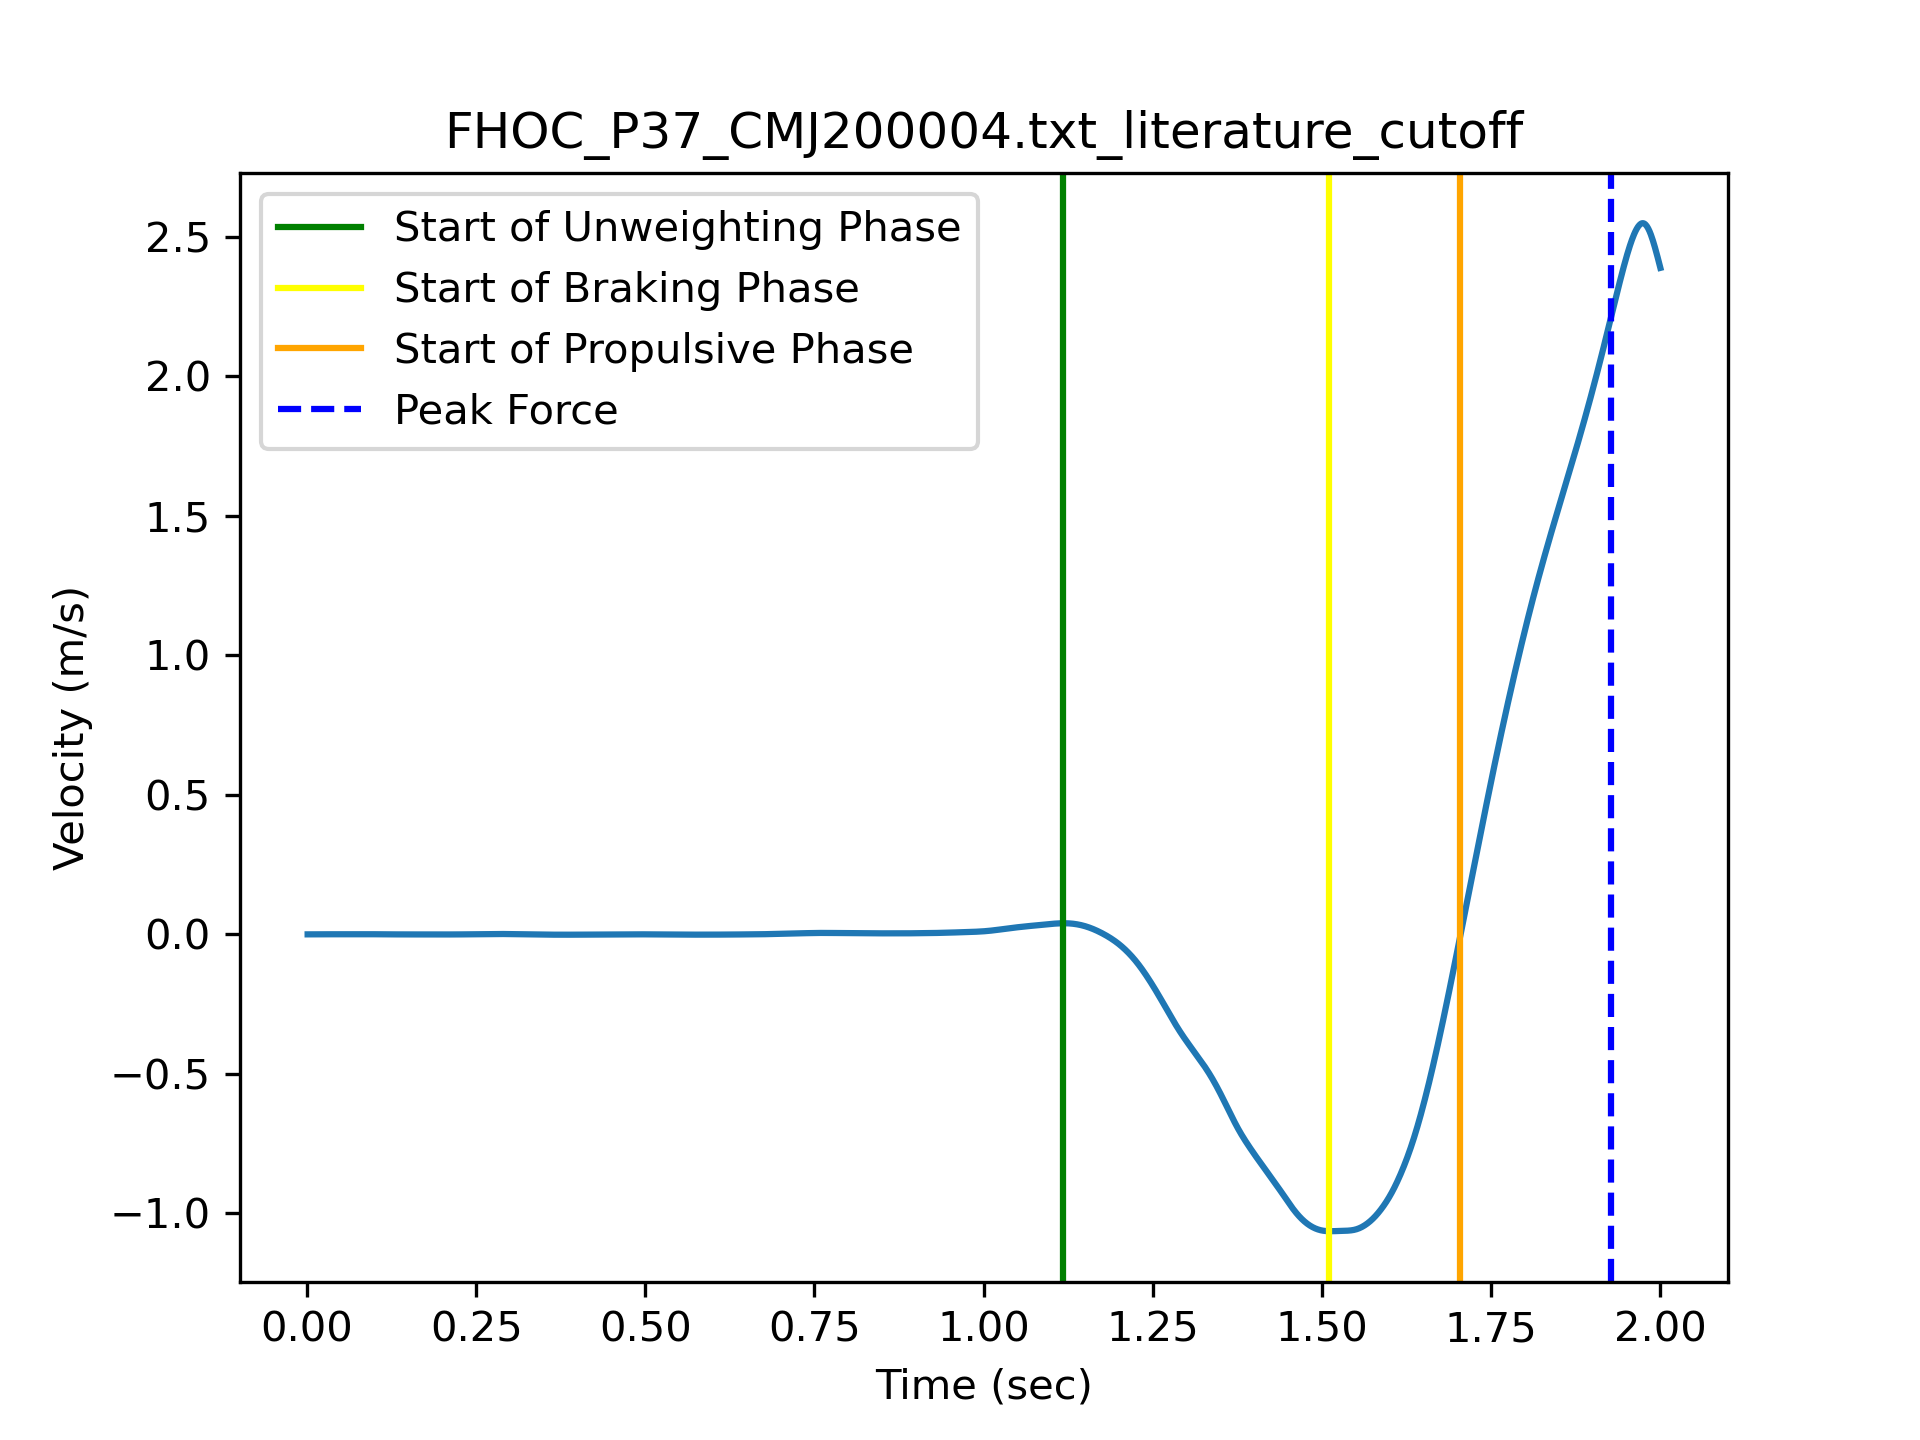 FHOC_P37_CMJ200004.txt_literature_cutoff
Start of Unweighting Phase
Start of Braking Phase
Start of Propulsive Phase
Peak Force
2.5
2.0
1.5
1.0
0.5
0.0
−0.5
−1.0
Velocity (m/s)
0.00 0.25 0.50 0.75 1.00 1.25 1.50 1.75 2.00
Time (sec)